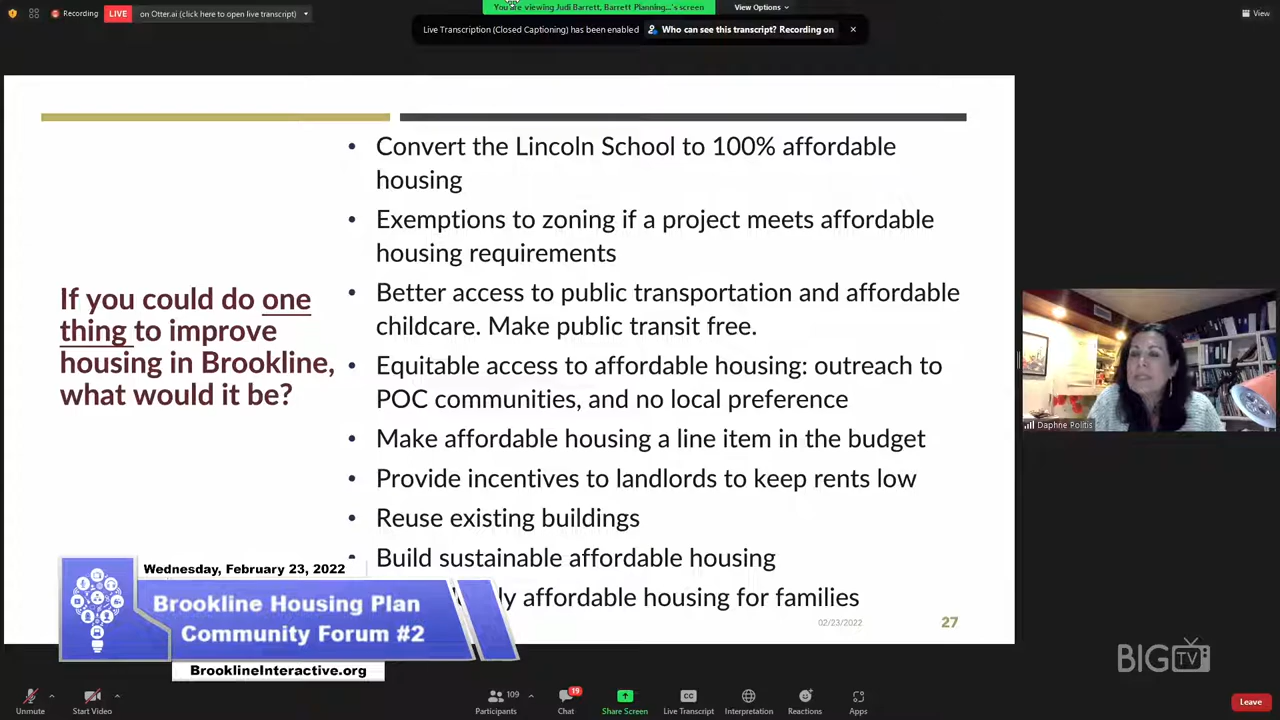 Recording
LIVE
on Otter.ai (click here to open live transcript)
You are viewing Judi Barrett, Barrett Planning...'s screen
View Options
View
Live Transcription (Closed Captioning) has been enabled
Who can see this transcript? Recording on
If you could do one
thing to improve
housing in Brookline,
what would it be?
• Convert the Lincoln School to 100% affordable
housing
• Exemptions to zoning if a project meets affordable
housing requirements
• Better access to public transportation and affordable
childcare. Make public transit free.
• Equitable access to affordable housing: outreach to
POC communities, and no local preference
• Make affordable housing a line item in the budget
• Provide incentives to landlords to keep rents low
• Reuse existing buildings
• Build sustainable affordable housing
affordable housing for families
02/23/2022
27
Daphne Politis
Wednesday, February 23, 2022
Brookline Housing Plan
Community Forum #2
BrooklineInteractive.org
BIG TV
Unmute
Start Video
109
Participants
19
Chat
Share Screen
CC
Live Transcript
Interpretation
Reactions
Apps
Leave